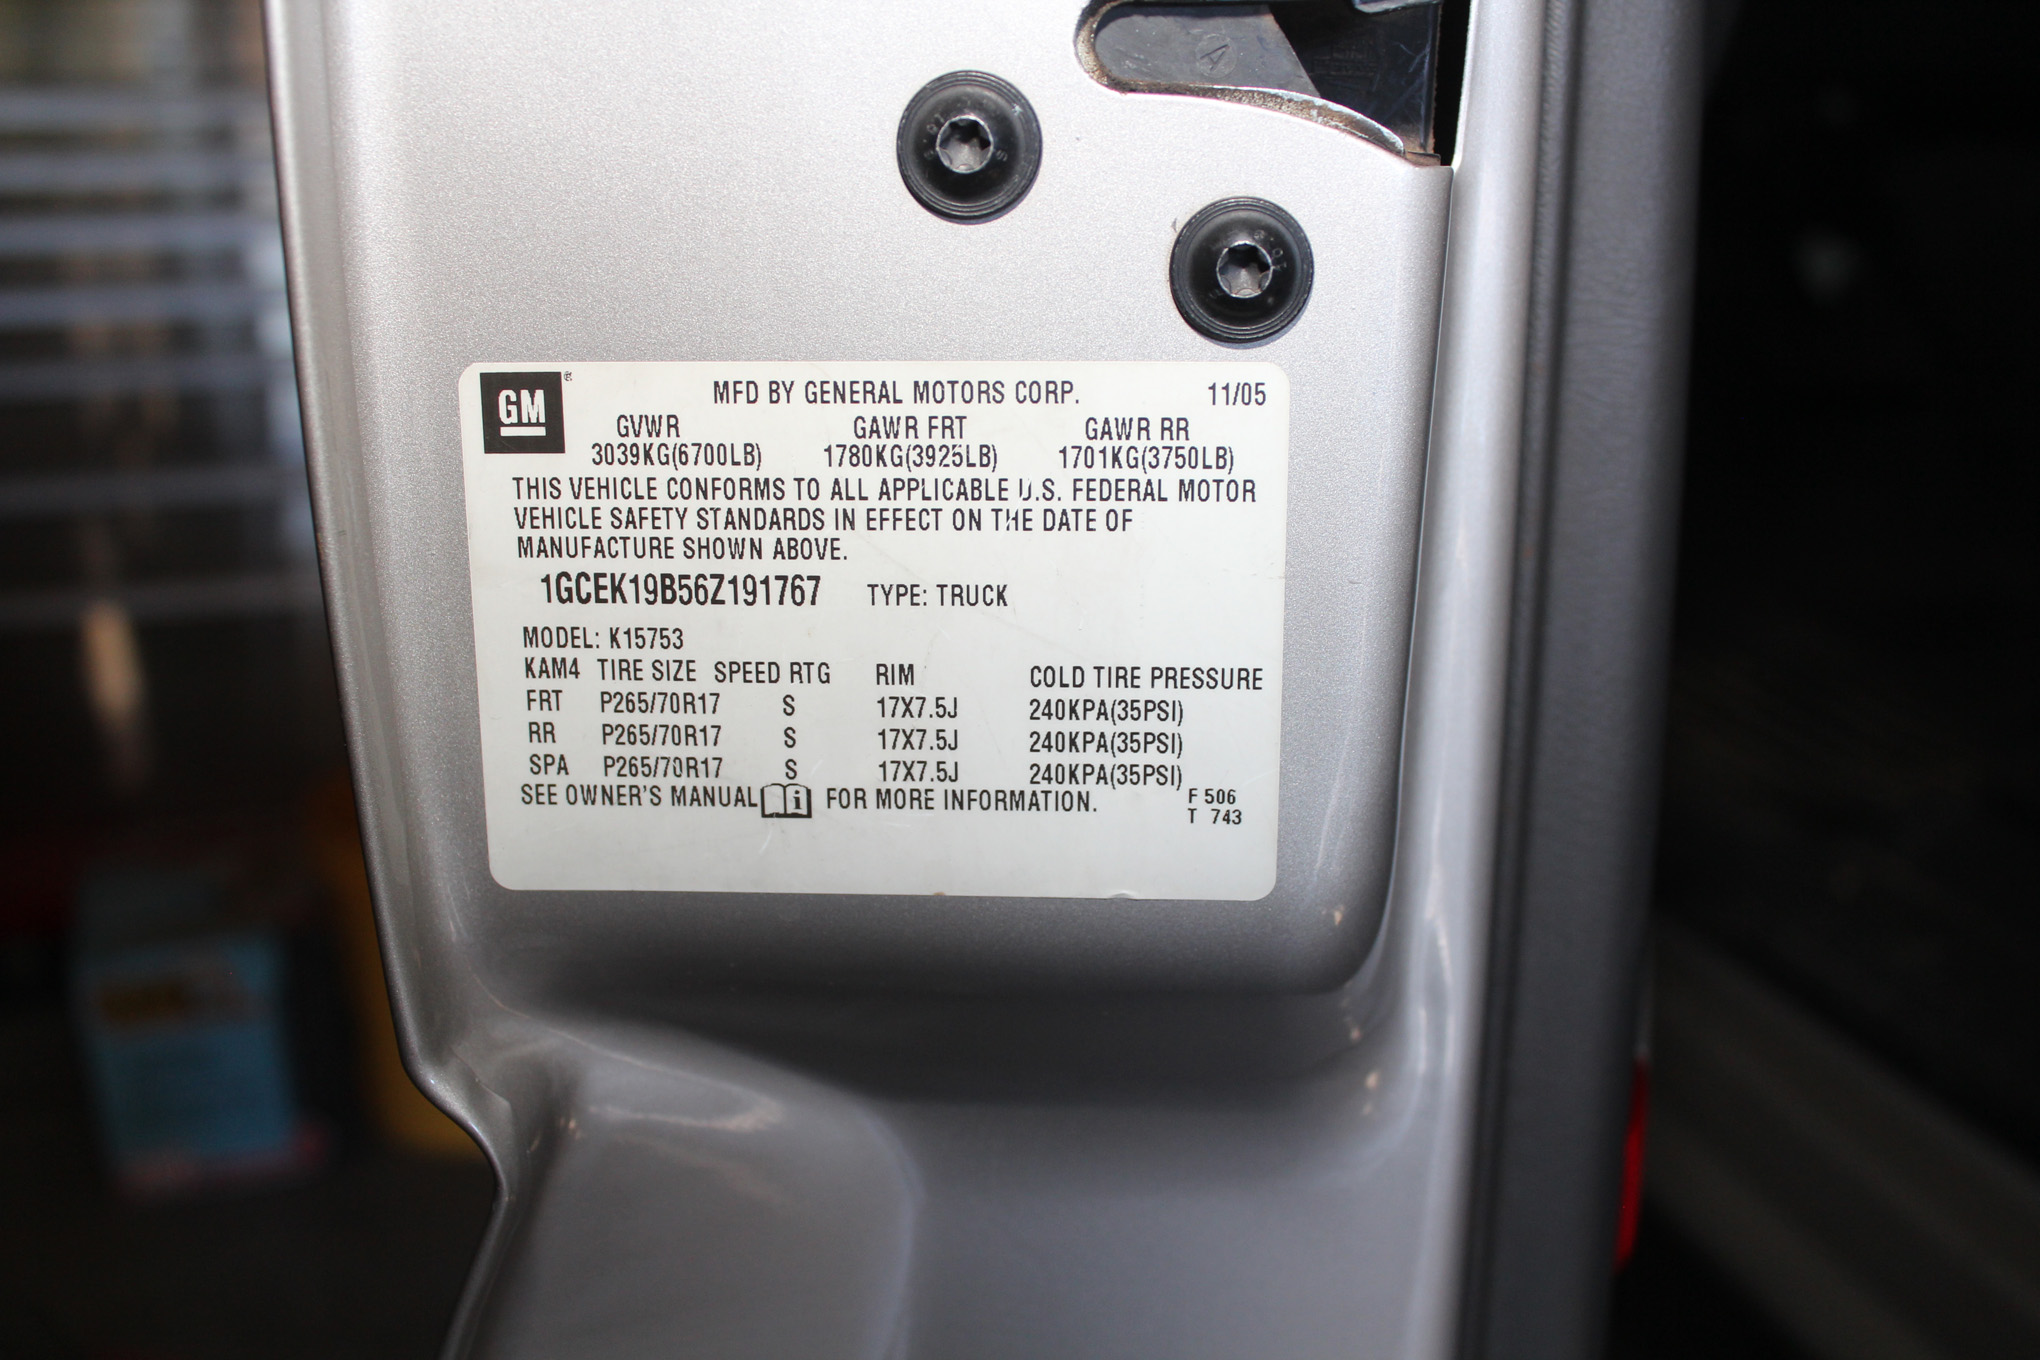 GM
MFD BY GENERAL MOTORS CORP. 11/05
GVWR GAWR FRT GAWR RR
3039KG(6700LB) 1780KG(3925LB) 1701KG(3750LB)
THIS VEHICLE CONFORMS TO ALL APPLICABLE U.S. FEDERAL MOTOR
VEHICLE SAFETY STANDARDS IN EFFECT ON THE DATE OF
MANUFACTURE SHOWN ABOVE.
1GCEK19B56Z191767 TYPE: TRUCK
MODEL: K15753
KAM4 TIRE SIZE SPEED RTG RIM COLD TIRE PRESSURE
FRT P265/70R17 S 17X7.5J 240KPA(35PSI)
RR P265/70R17 S 17X7.5J 240KPA(35PSI)
SPA P265/70R17 S 17X7.5J 240KPA(35PSI)
SEE OWNER'S MANUAL i FOR MORE INFORMATION.
F 506
T 743